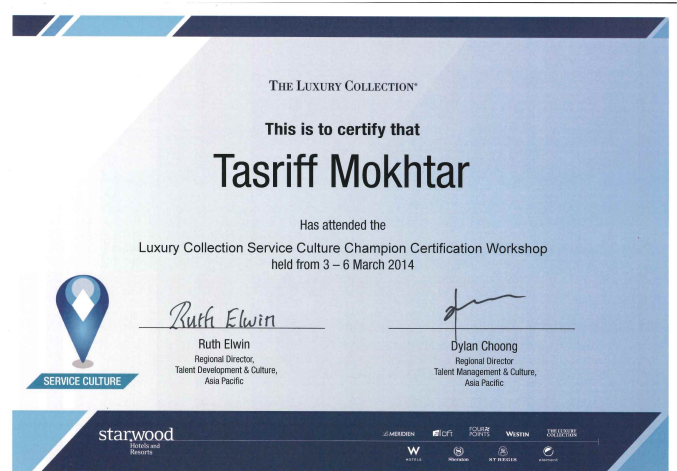 THE LUXURY COLLECTION®
This is to certify that
Tasriff Mokhtar
Has attended the
Luxury Collection Service Culture Champion Certification Workshop
held from 3 – 6 March 2014
Ruth Elwin
Ruth Elwin
Regional Director,
Talent Development & Culture,
Asia Pacific
Dylan Choong
Regional Director
Talent Management & Culture,
Asia Pacific
SERVICE CULTURE
starwood
Hotels and
Resorts
LE MERIDIEN
aloft
FOUR POINTS
WESTIN
THE LUXURY COLLECTION
W HOTELS
S Sheraton
ST REGIS
element